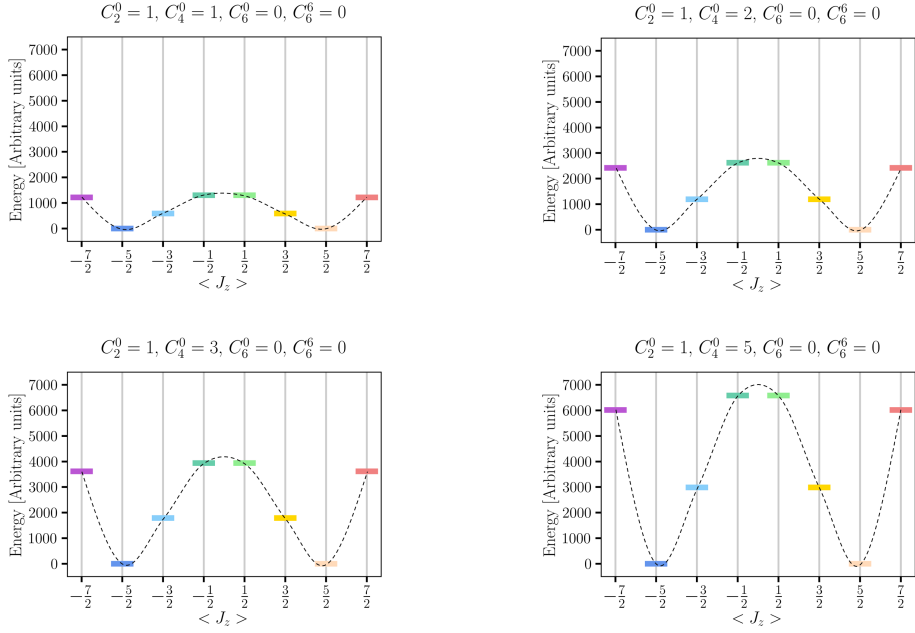 C_2^0 = 1, C_4^0 = 1, C_6^0 = 0, C_6^6 = 0
Energy [Arbitrary units]
7000
6000
5000
4000
3000
2000
1000
0
−7/2 −5/2 −3/2 −1/2 1/2 3/2 5/2 7/2
< J_z >
C_2^0 = 1, C_4^0 = 2, C_6^0 = 0, C_6^6 = 0
Energy [Arbitrary units]
7000
6000
5000
4000
3000
2000
1000
0
−7/2 −5/2 −3/2 −1/2 1/2 3/2 5/2 7/2
< J_z >
C_2^0 = 1, C_4^0 = 3, C_6^0 = 0, C_6^6 = 0
Energy [Arbitrary units]
7000
6000
5000
4000
3000
2000
1000
0
−7/2 −5/2 −3/2 −1/2 1/2 3/2 5/2 7/2
< J_z >
C_2^0 = 1, C_4^0 = 5, C_6^0 = 0, C_6^6 = 0
Energy [Arbitrary units]
7000
6000
5000
4000
3000
2000
1000
0
−7/2 −5/2 −3/2 −1/2 1/2 3/2 5/2 7/2
< J_z >